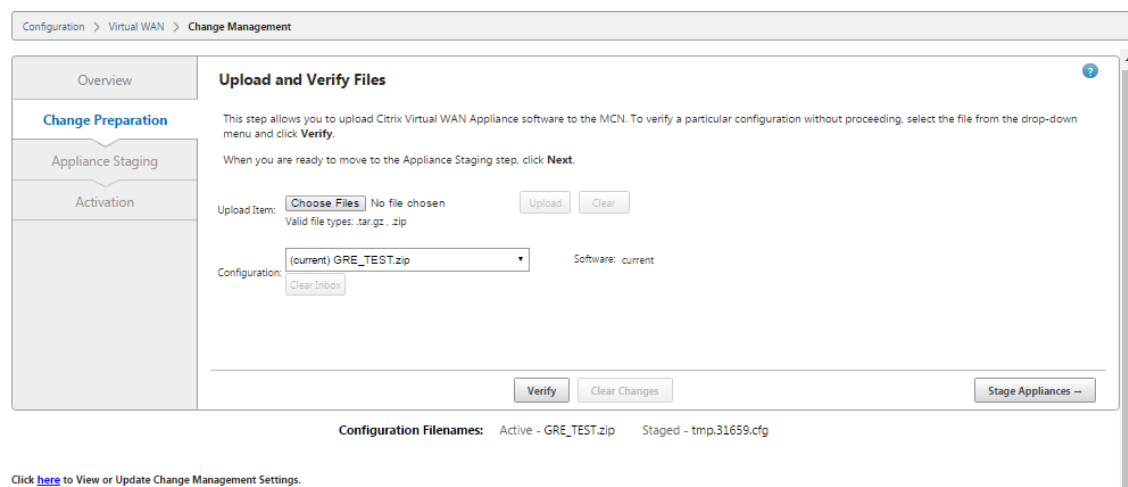 Configuration > Virtual WAN > Change Management
Overview
Change Preparation
Appliance Staging
Activation
Upload and Verify Files
?
This step allows you to upload Citrix Virtual WAN Appliance software to the MCN. To verify a particular configuration without proceeding, select the file from the drop-down
menu and click Verify.
When you are ready to move to the Appliance Staging step, click Next.
Upload Item: Choose Files No file chosen Upload Clear
Valid file types: .tar.gz , .zip
Configuration: (current) GRE_TEST.zip Software: current
Clear Inbox
Verify Clear Changes Stage Appliances →
Configuration Filenames: Active - GRE_TEST.zip Staged - tmp.31659.cfg
Click here to View or Update Change Management Settings.